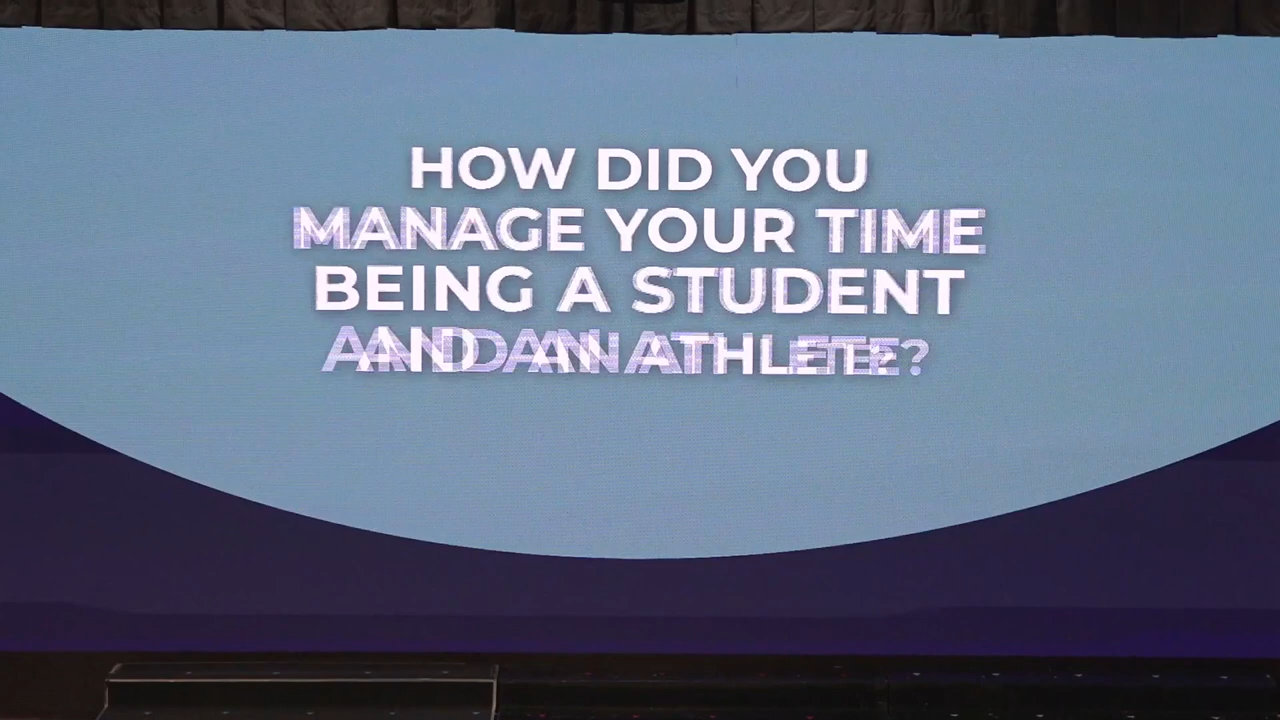 HOW DID YOU
MANAGE YOUR TIME
BEING A STUDENT
AND AN ATHLETE?